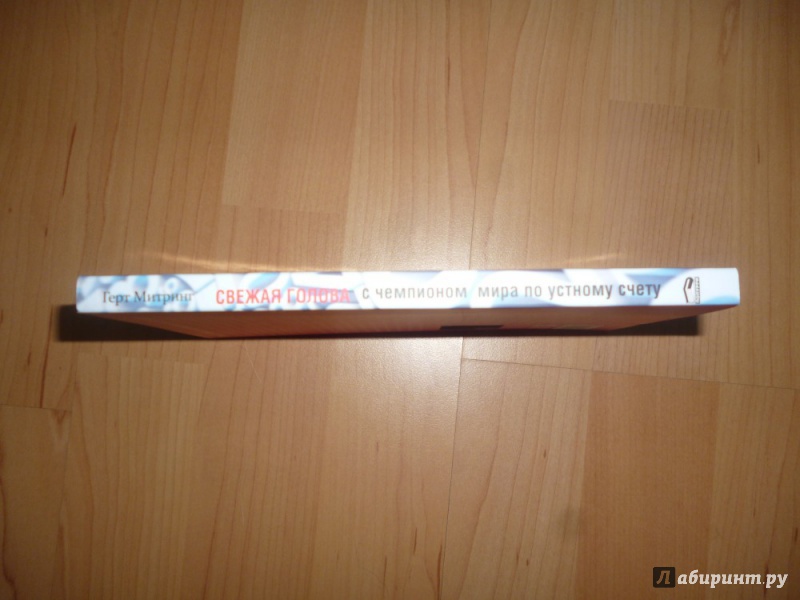 Герт Митринг СВЕЖАЯ ГОЛОВА с чемпионом мира по устному счету
Лабиринт.ру